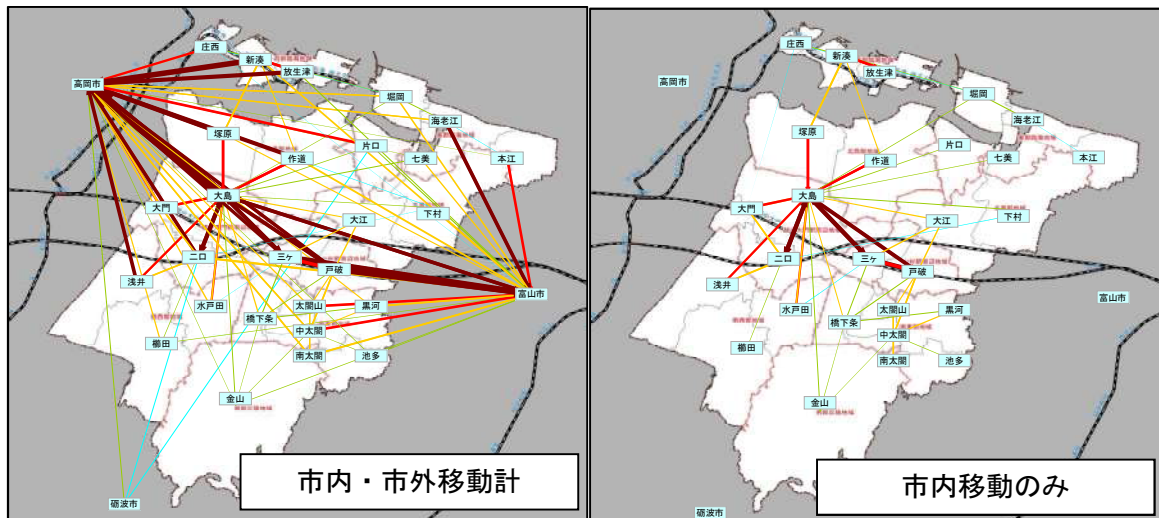 庄西
新湊
放生津
高岡市
堀岡
海老江
塚原
作道
片口
七美
本江
大島
大門
大江
下村
二口
三ケ
戸破
浅井
富山市
水戸田
太閤山
黒河
橋下条
中太閤
櫛田
南太閤
池多
金山
砺波市
市内・市外移動計
庄西
新湊
放生津
高岡市
堀岡
海老江
塚原
作道
片口
七美
本江
大島
大門
大江
下村
二口
三ケ
戸破
浅井
富山市
水戸田
太閤山
黒河
橋下条
中太閤
櫛田
南太閤
池多
金山
砺波市
市内移動のみ